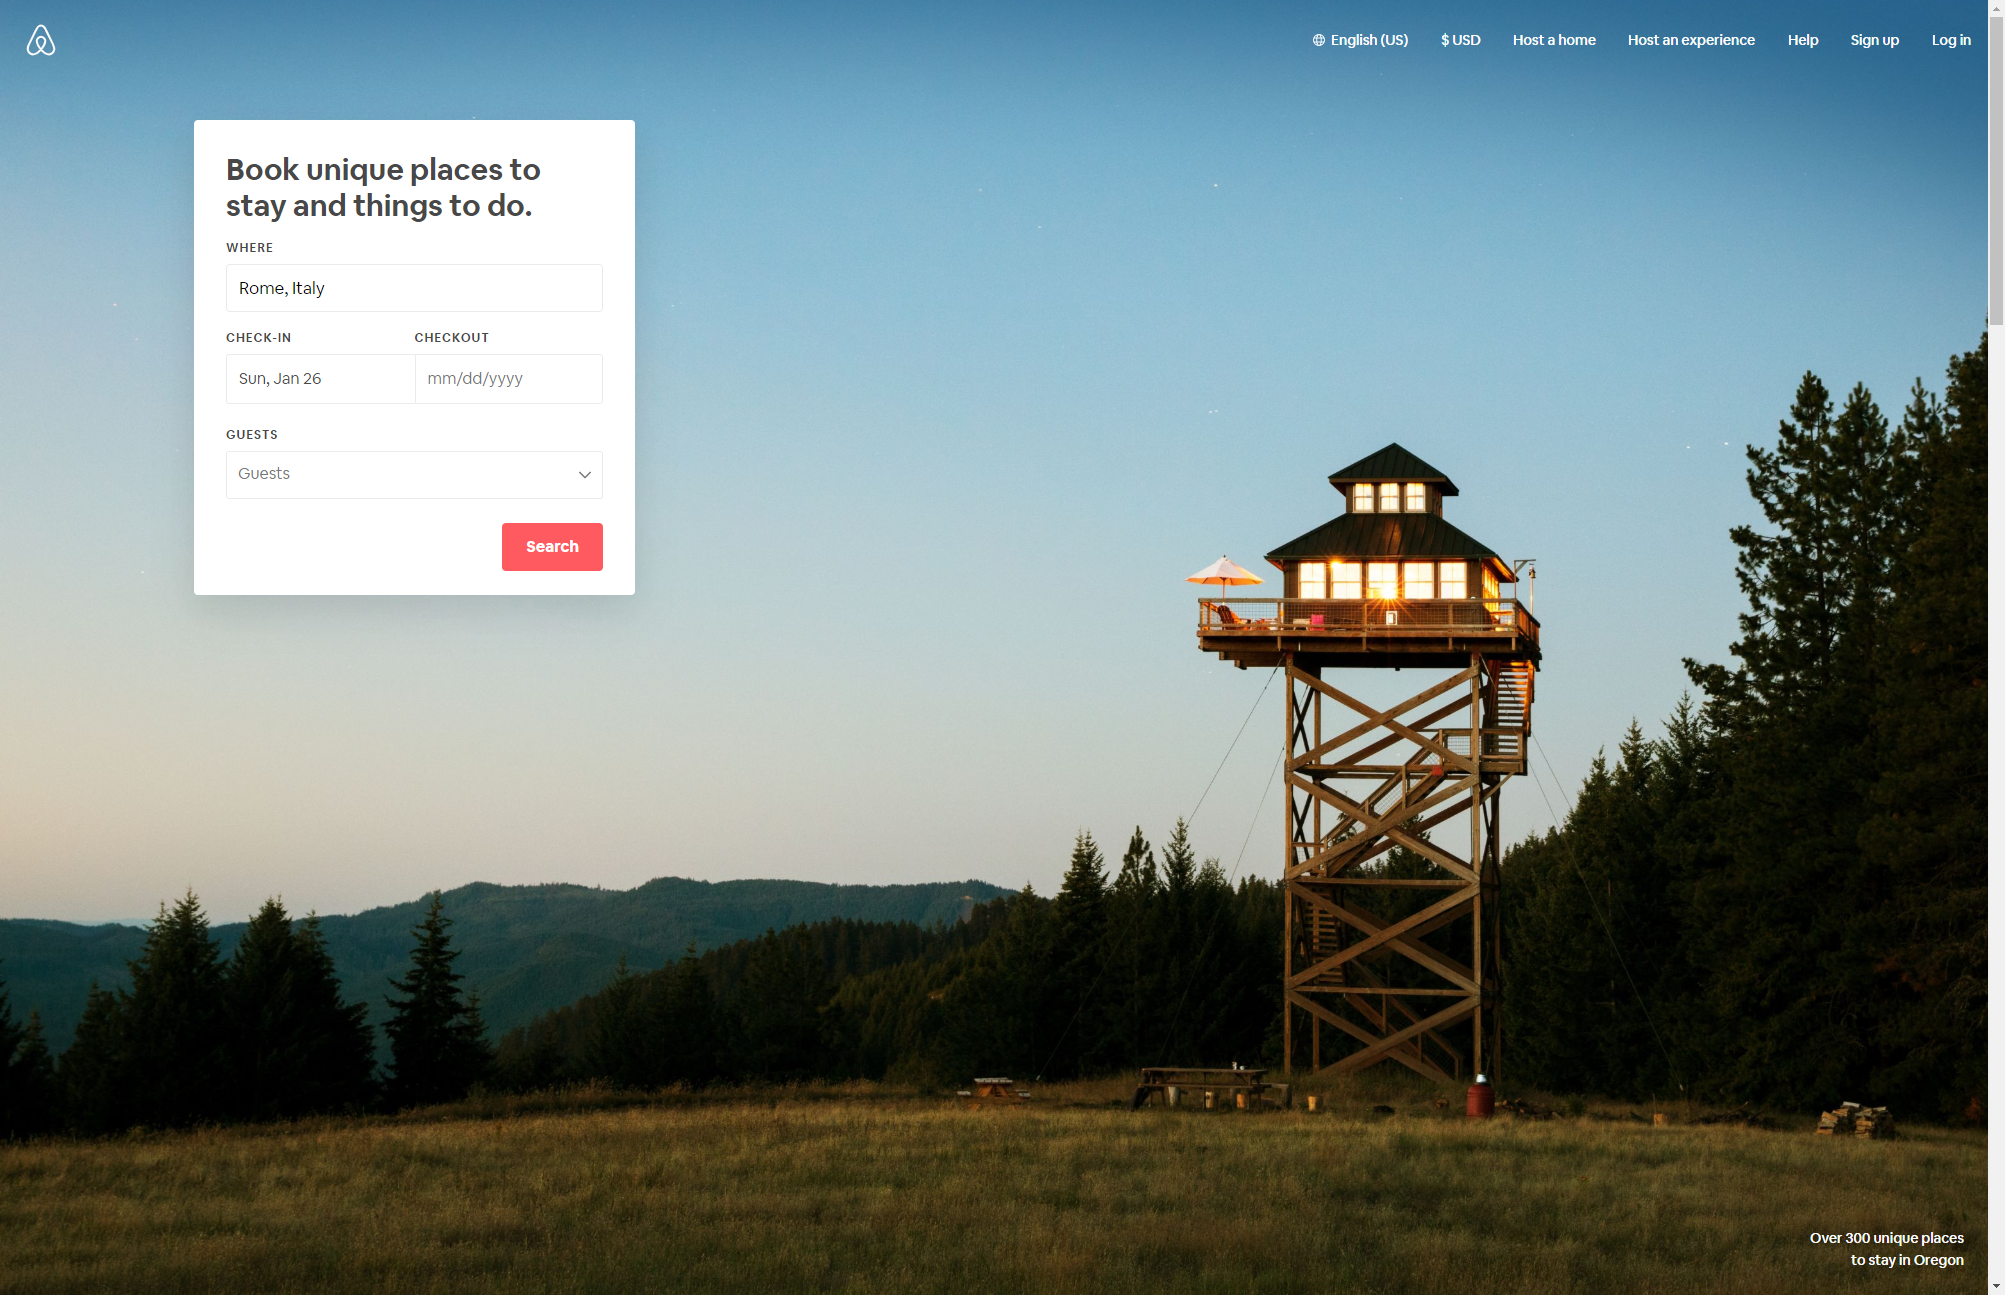 English (US) $ USD Host a home Host an experience Help Sign up Log in
Book unique places to
stay and things to do.
WHERE
Rome, Italy
CHECK-IN CHECKOUT
Sun, Jan 26 mm/dd/yyyy
GUESTS
Guests
Search
Over 300 unique places
to stay in Oregon